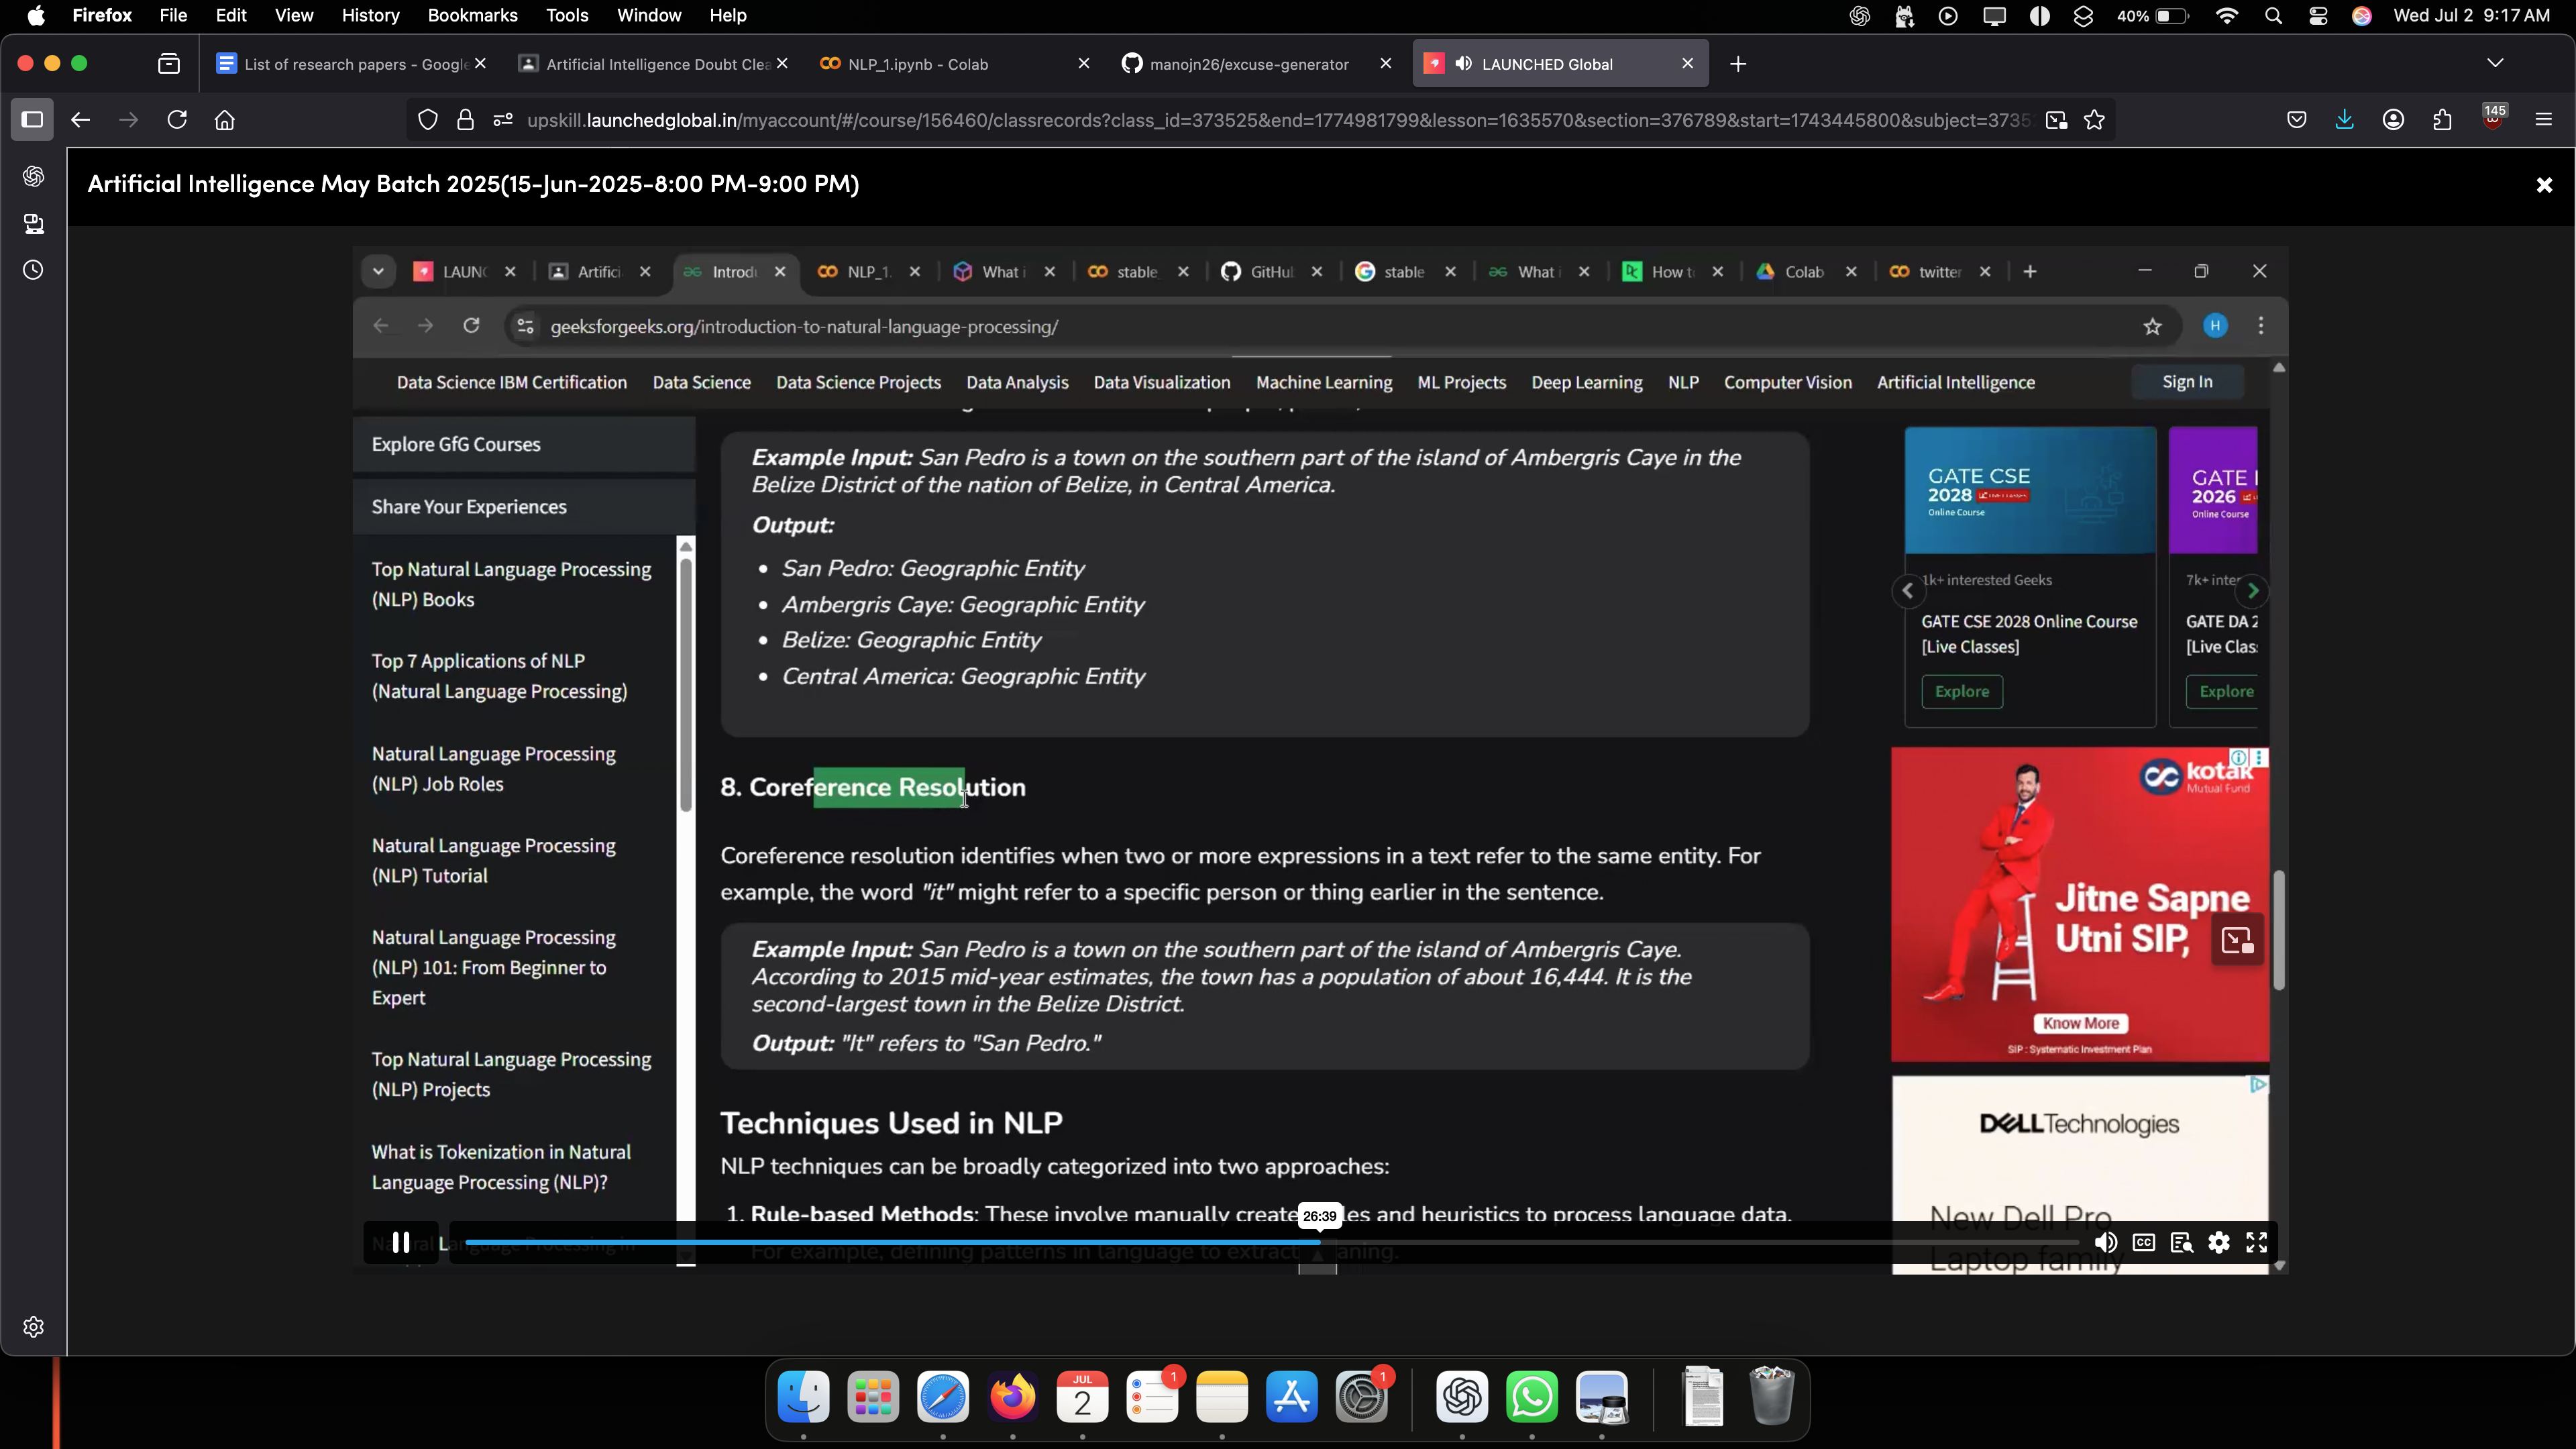 Firefox File Edit View History Bookmarks Tools Window Help
40% Wed Jul 2 9:17 AM
List of research papers - Google
Artificial Intelligence Doubt Clea
NLP_1.ipynb - Colab
manojn26/excuse-generator
LAUNCHED Global
upskill.launchedglobal.in/myaccount/#/course/156460/classrecords?class_id=373525&end=1774981799&lesson=1635570&section=376789&start=1743445800&subject=3735
145
Artificial Intelligence May Batch 2025(15-Jun-2025-8:00 PM-9:00 PM)
LAUNC Artifici Introdu NLP_1. What i stable_ GitHu stable What i How to Colab twitter
geeksforgeeks.org/introduction-to-natural-language-processing/
H
Data Science IBM Certification Data Science Data Science Projects Data Analysis Data Visualization Machine Learning ML Projects Deep Learning NLP Computer Vision Artificial Intelligence Sign In
Explore GfG Courses
Share Your Experiences
Top Natural Language Processing
(NLP) Books
Top 7 Applications of NLP
(Natural Language Processing)
Natural Language Processing
(NLP) Job Roles
Natural Language Processing
(NLP) Tutorial
Natural Language Processing
(NLP) 101: From Beginner to
Expert
Top Natural Language Processing
(NLP) Projects
What is Tokenization in Natural
Language Processing (NLP)?
Example Input: San Pedro is a town on the southern part of the island of Ambergris Caye in the
Belize District of the nation of Belize, in Central America.
Output:
• San Pedro: Geographic Entity
• Ambergris Caye: Geographic Entity
• Belize: Geographic Entity
• Central America: Geographic Entity
8. Coreference Resolution
Coreference resolution identifies when two or more expressions in a text refer to the same entity. For
example, the word "it" might refer to a specific person or thing earlier in the sentence.
Example Input: San Pedro is a town on the southern part of the island of Ambergris Caye.
According to 2015 mid-year estimates, the town has a population of about 16,444. It is the
second-largest town in the Belize District.
Output: "It" refers to "San Pedro."
Techniques Used in NLP
NLP techniques can be broadly categorized into two approaches:
1. Rule-based Methods: These involve manually create les and heuristics to process language data.
For example, defining patterns in language to extract aning.
26:39
CC
GATE CSE
2028 LIVE CLASSES
Online Course
1k+ interested Geeks
GATE CSE 2028 Online Course
[Live Classes]
Explore
GATE
2026
Online Course
7k+ inter
GATE DA 2
[Live Clas
Explore
kotak
Mutual Fund
Jitne Sapne
Utni SIP,
Know More
SIP : Systematic Investment Plan
DELL Technologies
New Dell Pro
Laptop family
JUL
2
1
1